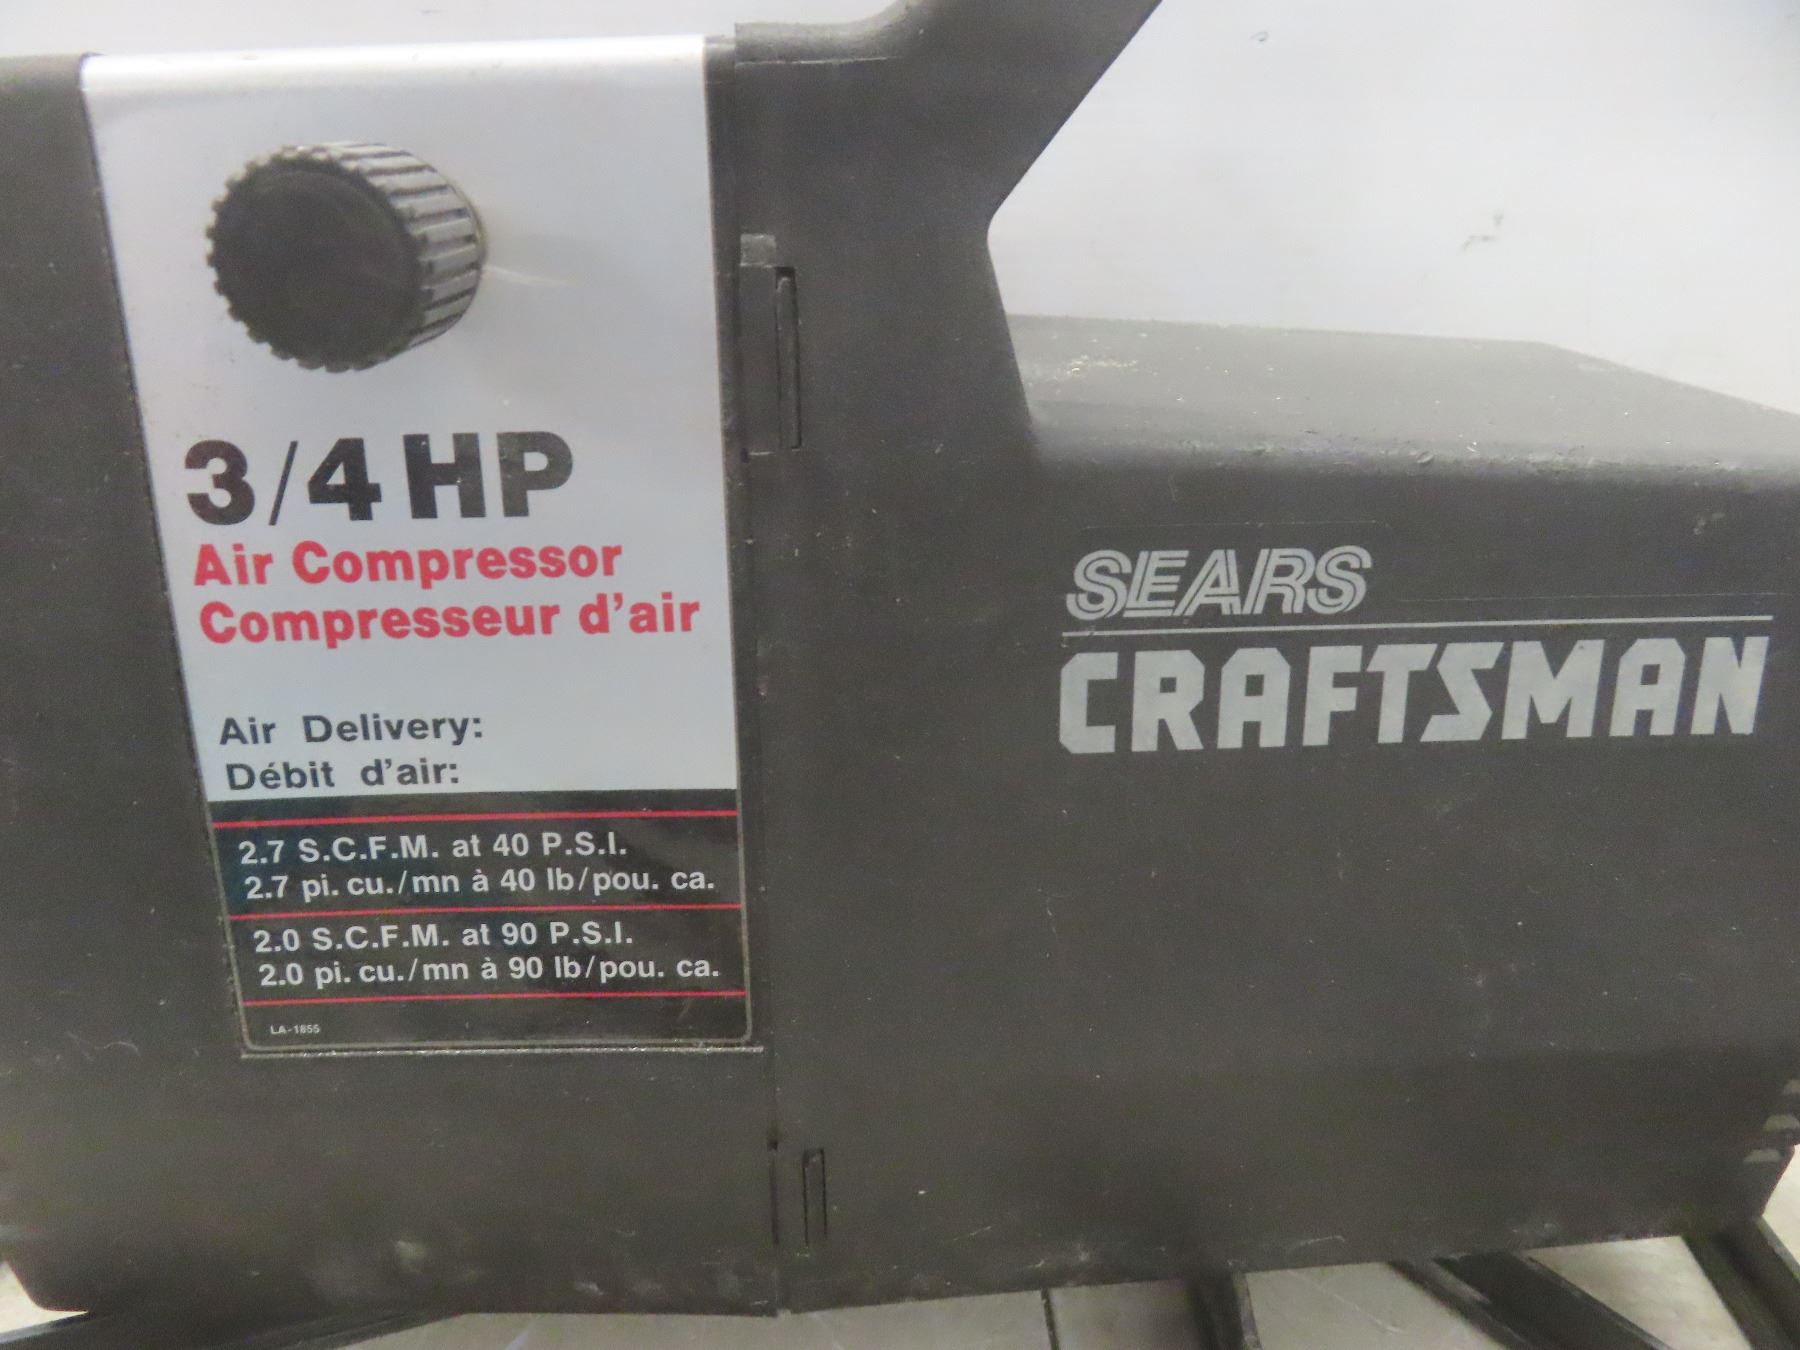 3/4 HP
Air Compressor
Compresseur d'air
Air Delivery:
Débit d'air:
2.7 S.C.F.M. at 40 P.S.I.
2.7 pi. cu./mn à 40 lb/pou. ca.
2.0 S.C.F.M. at 90 P.S.I.
2.0 pi. cu./mn à 90 lb/pou. ca.
LA-1855
SEARS
CRAFTSMAN